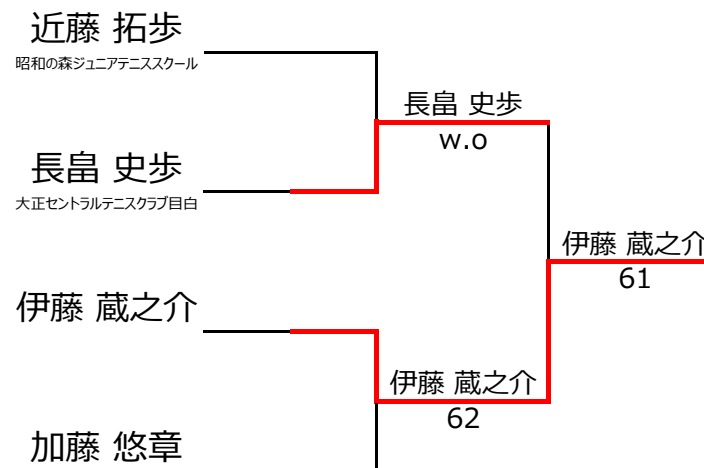 近藤 拓歩
昭和の森ジュニアテニススクール
長畠 史歩
w.o
長畠 史歩
大正セントラルテニスクラブ目白
伊藤 蔵之介
61
伊藤 蔵之介
伊藤 蔵之介
62
加藤 悠章